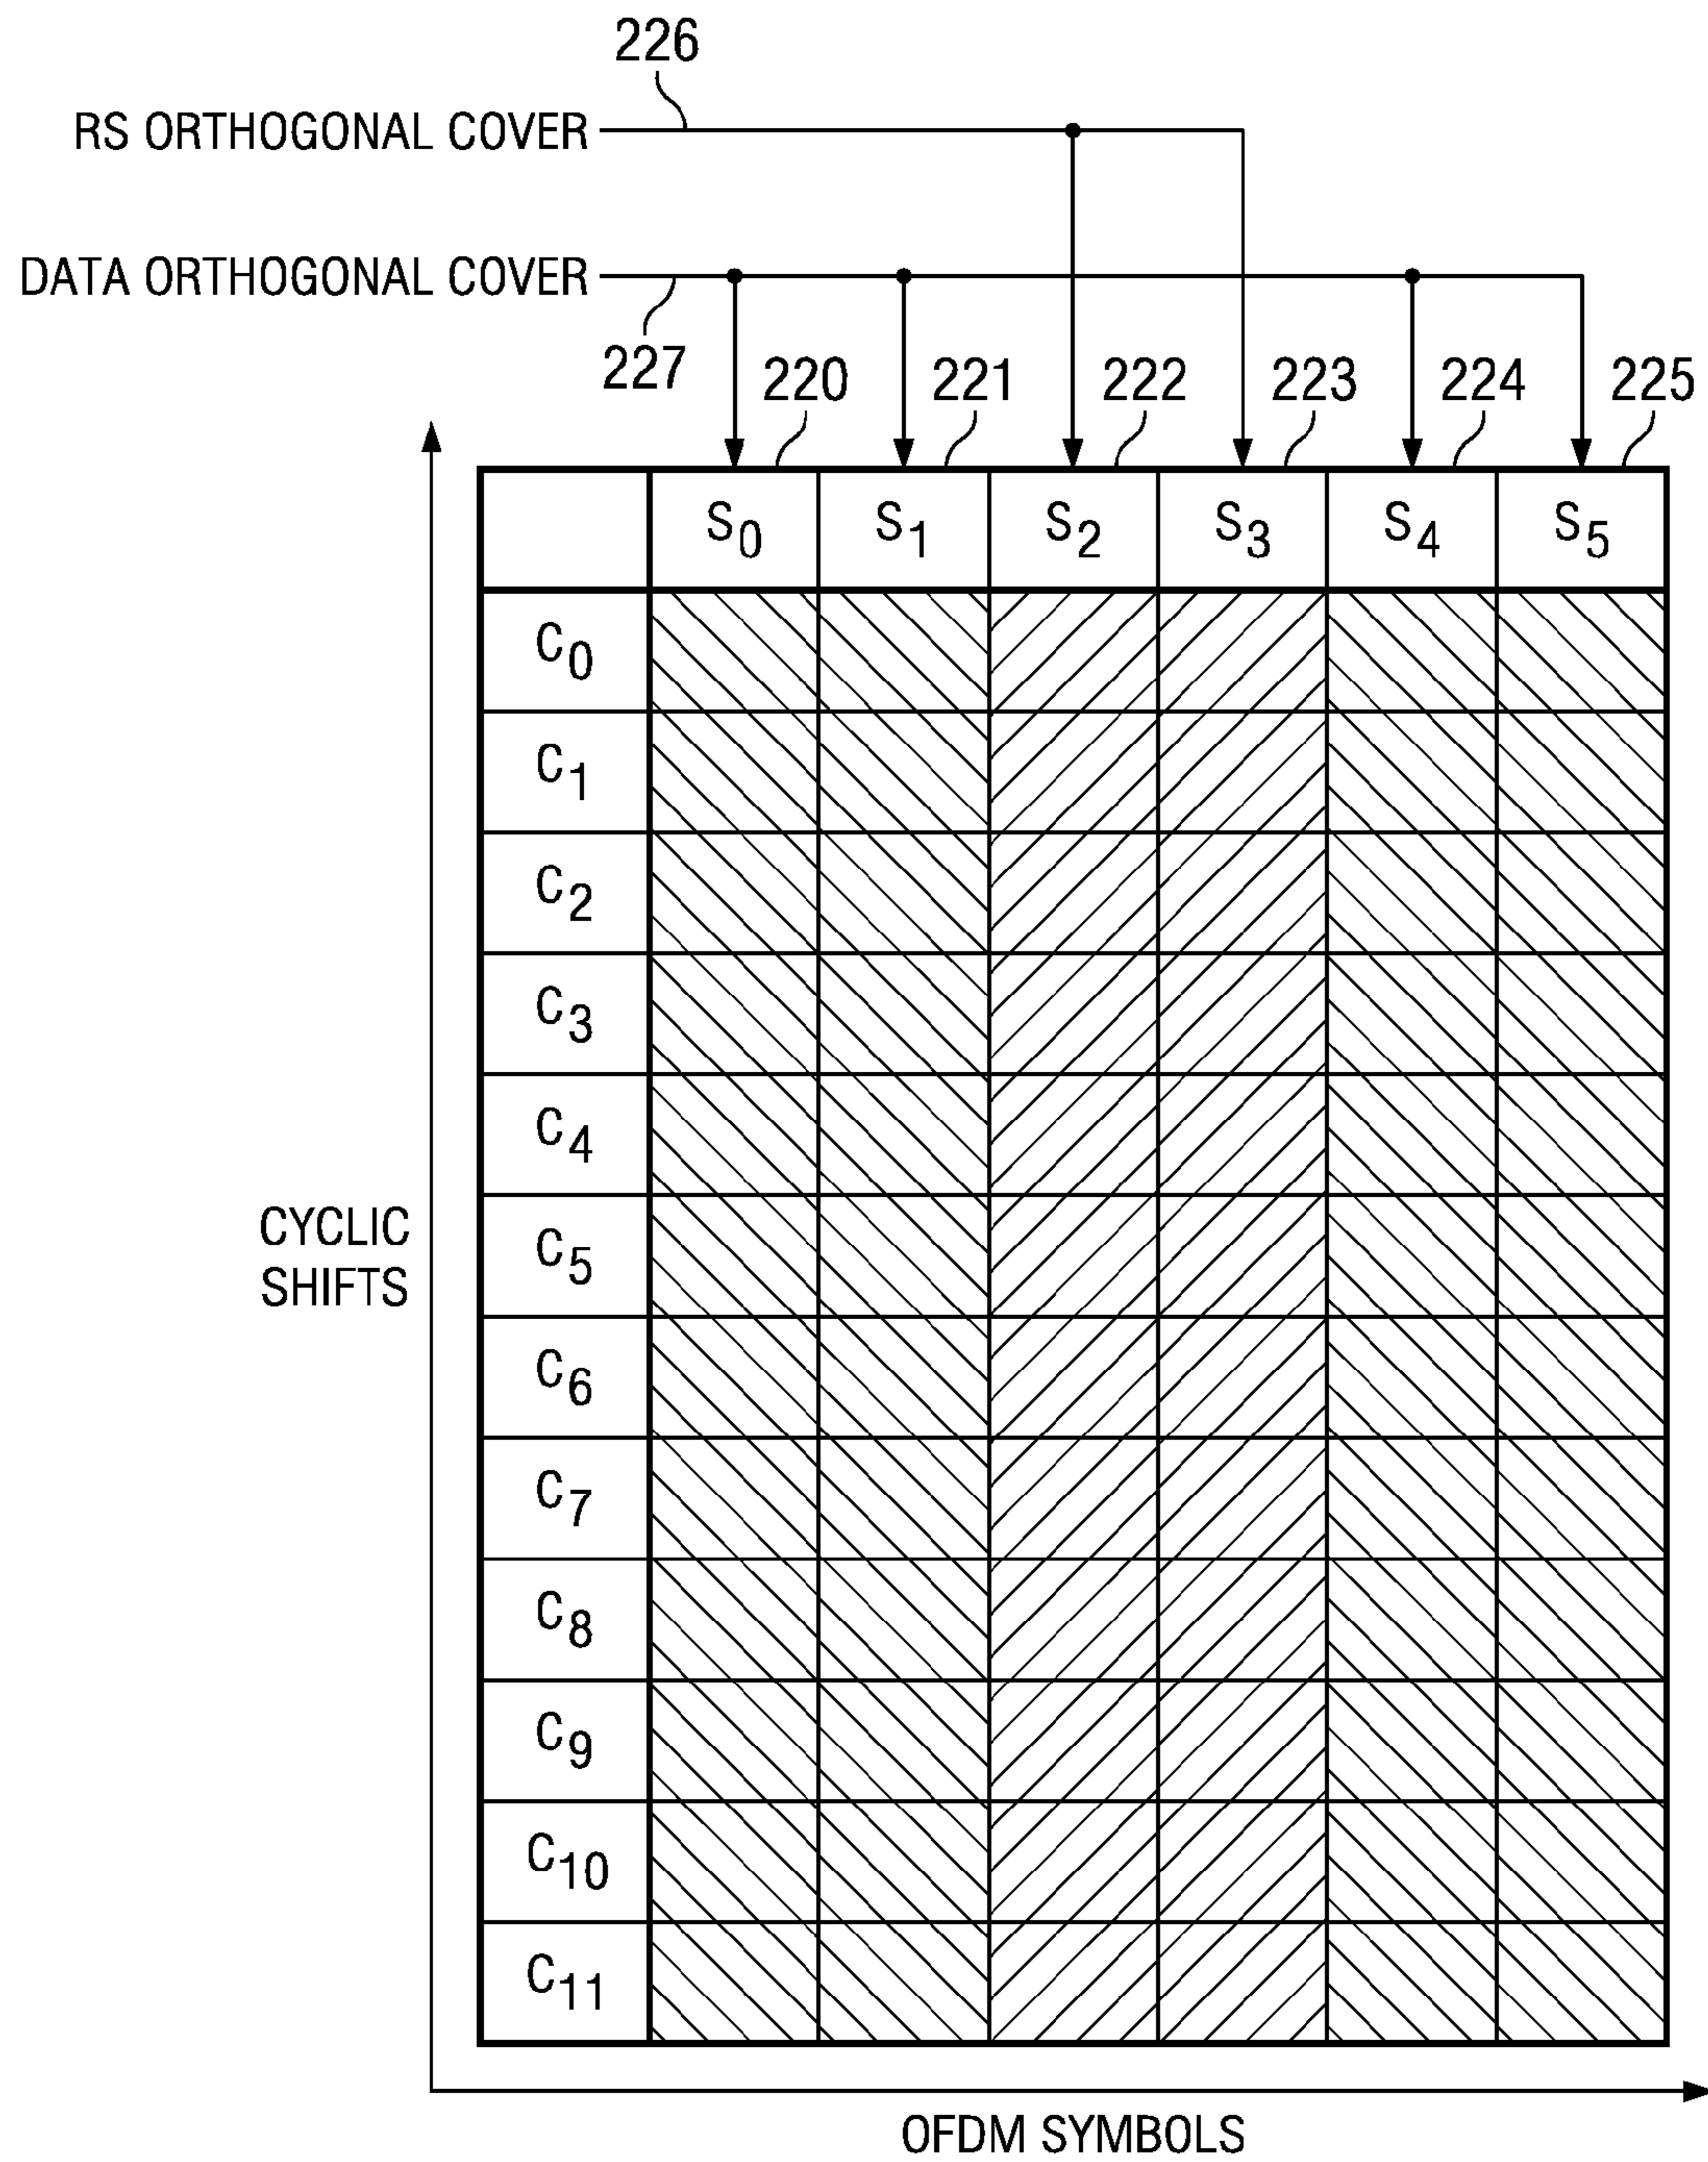 226
RS ORTHOGONAL COVER
DATA ORTHOGONAL COVER
227 220 221 222 223 224 225
S0 S1 S2 S3 S4 S5
C0
C1
C2
C3
C4
C5
C6
C7
C8
C9
C10
C11
CYCLIC
SHIFTS
OFDM SYMBOLS